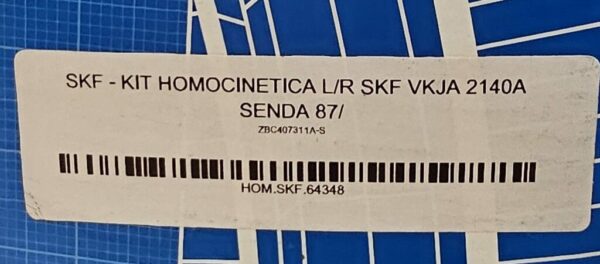 SKF - KIT HOMOCINETICA L/R SKF VKJA 2140A
SENDA 87/
ZBC407311A-S
HOM.SKF.64348